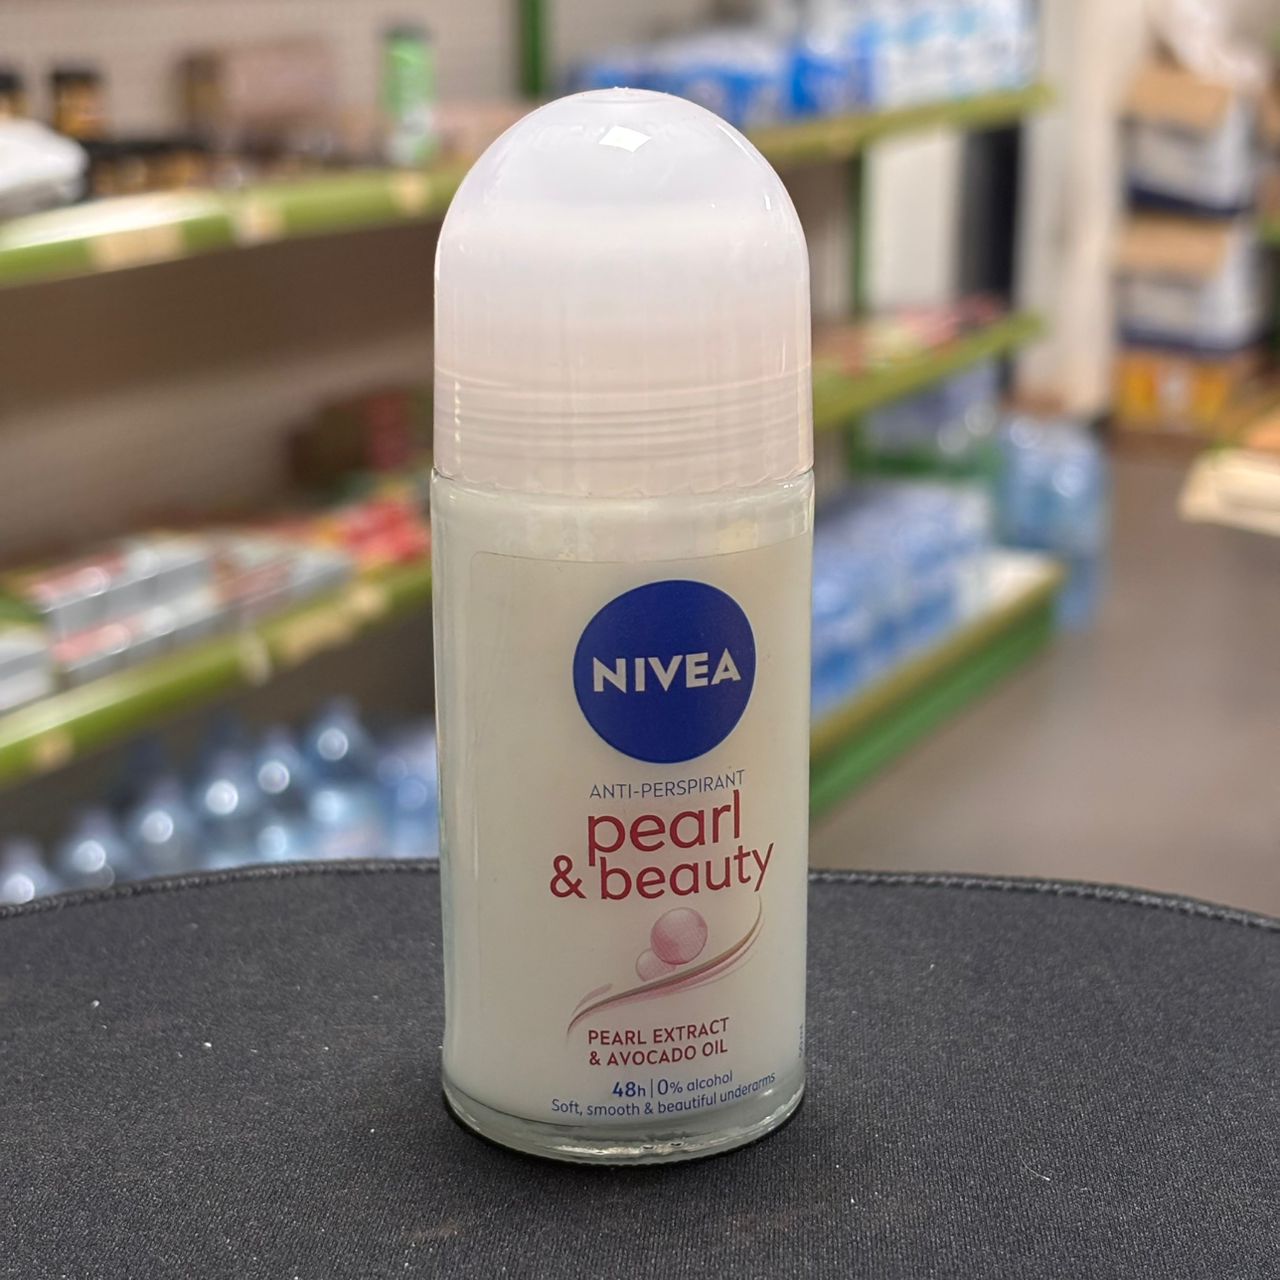 NIVEA
ANTI-PERSPIRANT
pearl
& beauty
PEARL EXTRACT
& AVOCADO OIL
48h | 0% alcohol
Soft, smooth & beautiful underarms